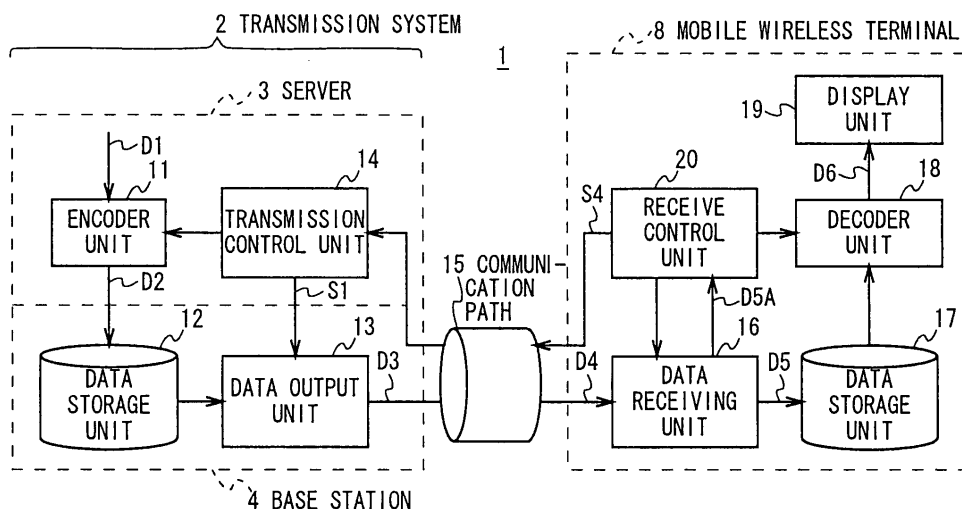 2 TRANSMISSION SYSTEM
1
8 MOBILE WIRELESS TERMINAL
3 SERVER
D1
11
ENCODER
UNIT
14
TRANSMISSION
CONTROL UNIT
D2
S1
12
DATA
STORAGE
UNIT
13
DATA OUTPUT
UNIT
D3
4 BASE STATION
15 COMMUNI-
CATION
PATH
S4
20
RECEIVE
CONTROL
UNIT
19
DISPLAY
UNIT
D6
18
DECODER
UNIT
D5A
D4
16
DATA
RECEIVING
UNIT
D5
17
DATA
STORAGE
UNIT